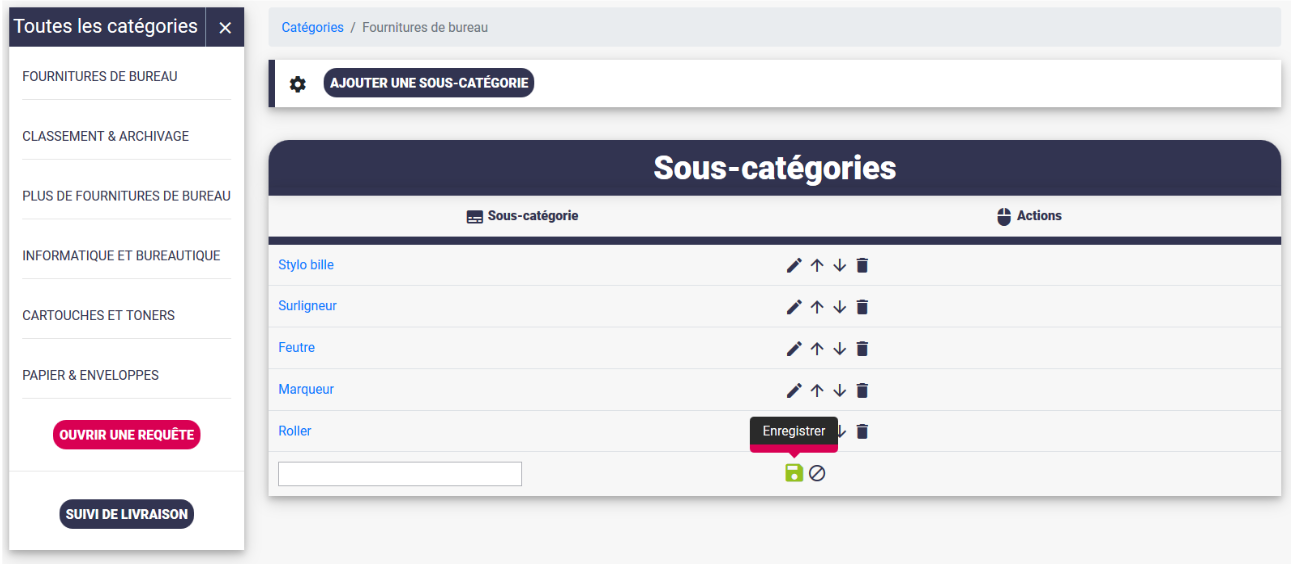 Toutes les catégories ×
FOURNITURES DE BUREAU
CLASSEMENT & ARCHIVAGE
PLUS DE FOURNITURES DE BUREAU
INFORMATIQUE ET BUREAUTIQUE
CARTOUCHES ET TONERS
PAPIER & ENVELOPPES
OUVRIR UNE REQUÊTE
SUIVI DE LIVRAISON
Catégories / Fournitures de bureau
AJOUTER UNE SOUS-CATÉGORIE
Sous-catégories
Sous-catégorie Actions
Stylo bille
Surligneur
Feutre
Marqueur
Roller Enregistrer